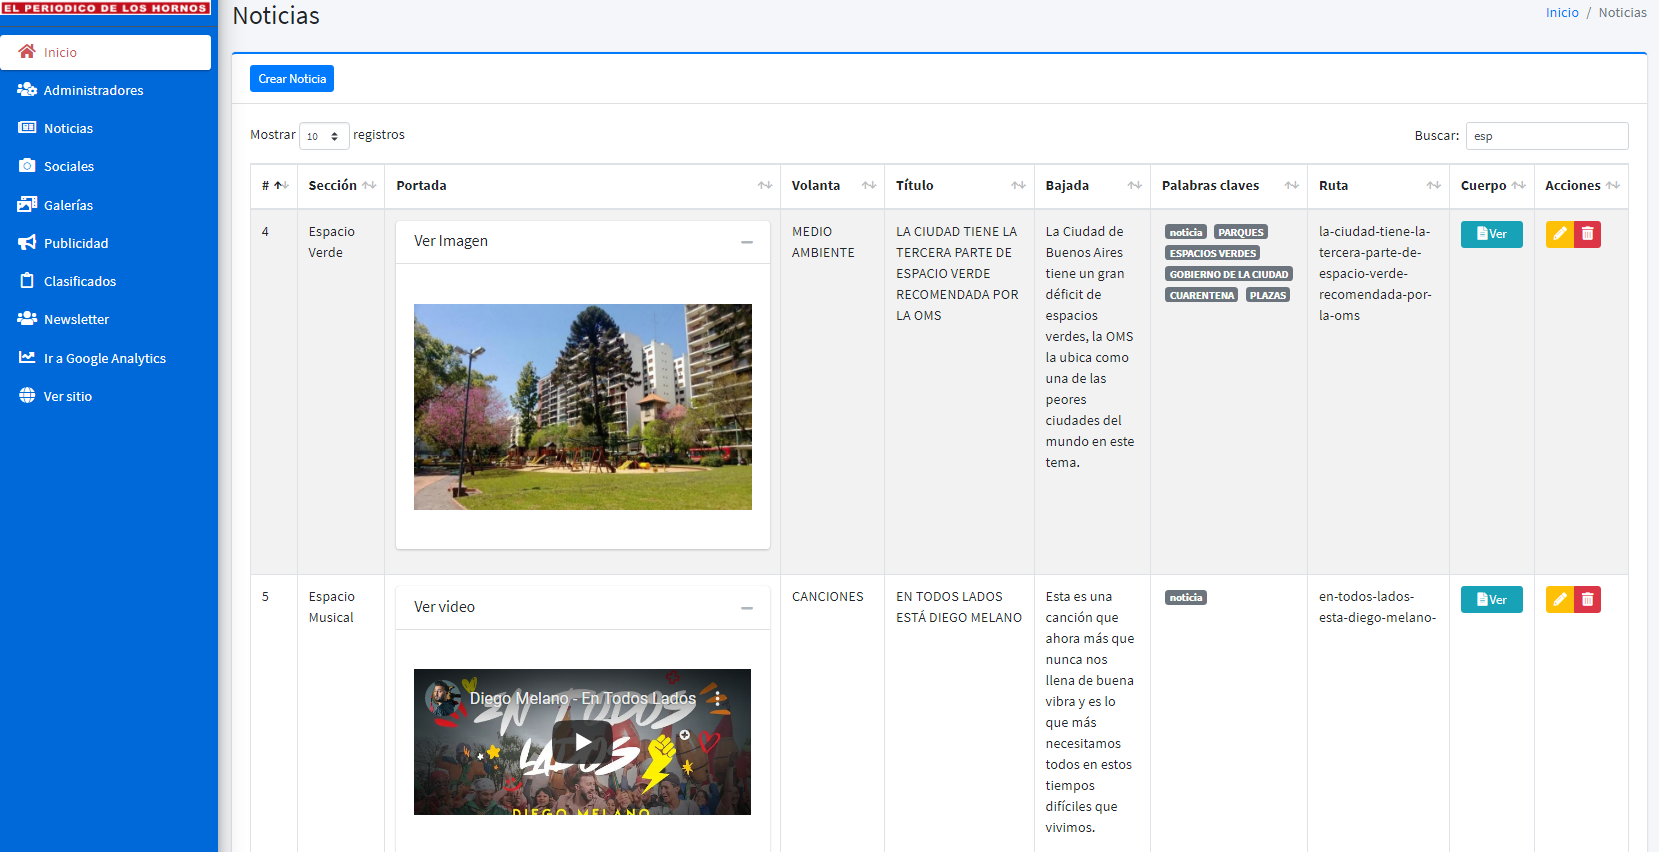 EL PERIODICO DE LOS HORNOS
Inicio
Administradores
Noticias
Sociales
Galerías
Publicidad
Clasificados
Newsletter
Ir a Google Analytics
Ver sitio
Noticias
Inicio / Noticias
Crear Noticia
Mostrar 10 registros
Buscar: esp
# Sección Portada Volanta Título Bajada Palabras claves Ruta Cuerpo Acciones
4
Espacio
Verde
Ver Imagen
MEDIO
AMBIENTE
LA CIUDAD TIENE LA
TERCERA PARTE DE
ESPACIO VERDE
RECOMENDADA POR
LA OMS
La Ciudad de
Buenos Aires
tiene un gran
déficit de
espacios
verdes, la OMS
la ubica como
una de las
peores
ciudades del
mundo en este
tema.
noticia PARQUES
ESPACIOS VERDES
GOBIERNO DE LA CIUDAD
CUARENTENA PLAZAS
la-ciudad-tiene-la-
tercera-parte-de-
espacio-verde-
recomendada-por-
la-oms
Ver
5
Espacio
Musical
Ver video
Diego Melano - En Todos Lados
EN TODOS
LADOS
DIEGO MELANO
CANCIONES
EN TODOS LADOS
ESTÁ DIEGO MELANO
Esta es una
canción que
ahora más que
nunca nos
llena de buena
vibra y es lo
que más
necesitamos
todos en estos
tiempos
difíciles que
vivimos.
noticia
en-todos-lados-
esta-diego-melano-
Ver